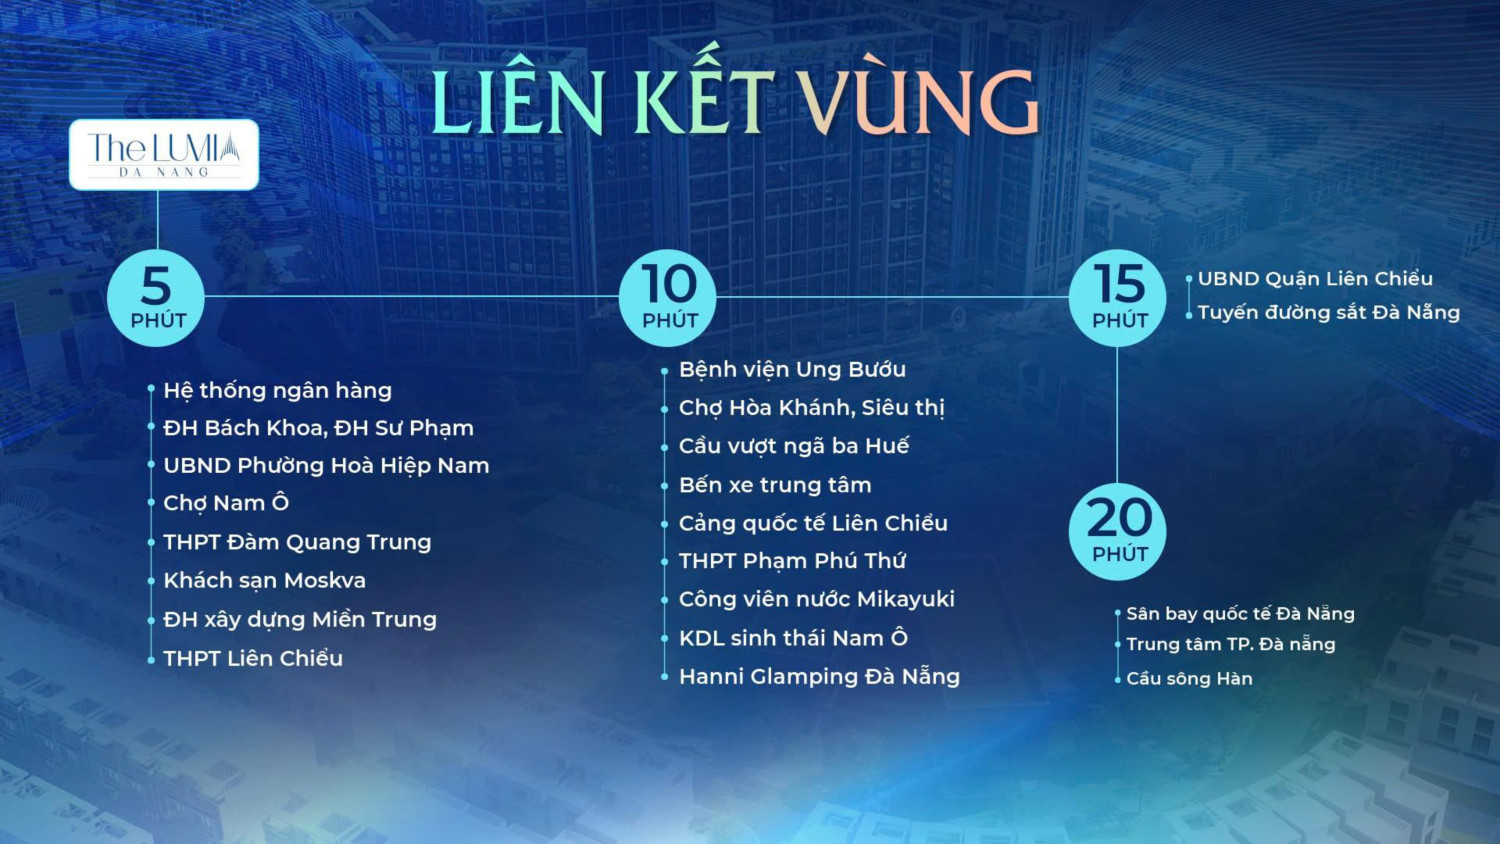 LIÊN KẾT VÙNG
The LUMIA
DA NANG
5
PHÚT
Hệ thống ngân hàng
ĐH Bách Khoa, ĐH Sư Phạm
UBND Phường Hoà Hiệp Nam
Chợ Nam Ô
THPT Đàm Quang Trung
Khách sạn Moskva
ĐH xây dựng Miền Trung
THPT Liên Chiểu
10
PHÚT
Bệnh viện Ung Bướu
Chợ Hòa Khánh, Siêu thị
Cầu vượt ngã ba Huế
Bến xe trung tâm
Cảng quốc tế Liên Chiểu
THPT Phạm Phú Thứ
Công viên nước Mikayuki
KDL sinh thái Nam Ô
Hanni Glamping Đà Nẵng
15
PHÚT
UBND Quận Liên Chiểu
Tuyến đường sắt Đà Nẵng
20
PHÚT
Sân bay quốc tế Đà Nẵng
Trung tâm TP. Đà nẵng
Cầu sông Hàn